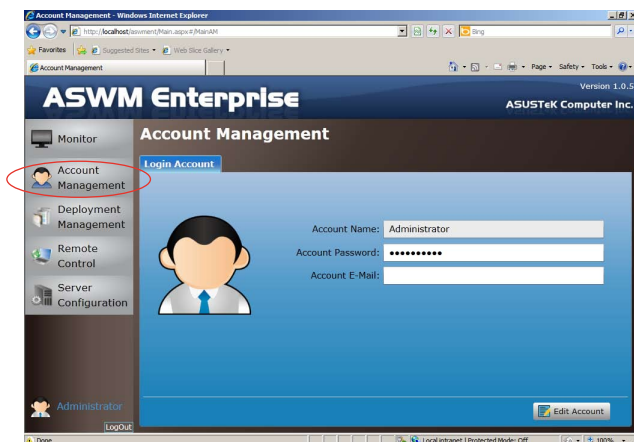 Account Management - Windows Internet Explorer
http://localhost/aswment/Main.aspx#/MainAM
Bing
Favorites Suggested Sites Web Slice Gallery
Account Management
Page Safety Tools
ASWM Enterprise
Version 1.0.5
ASUSTeK Computer Inc.
Monitor
Account
Management
Deployment
Management
Remote
Control
Server
Configuration
Administrator
LogOut
Account Management
Login Account
Account Name: Administrator
Account Password: ••••••••••
Account E-Mail:
Edit Account
Done
Local intranet | Protected Mode: Off
100%